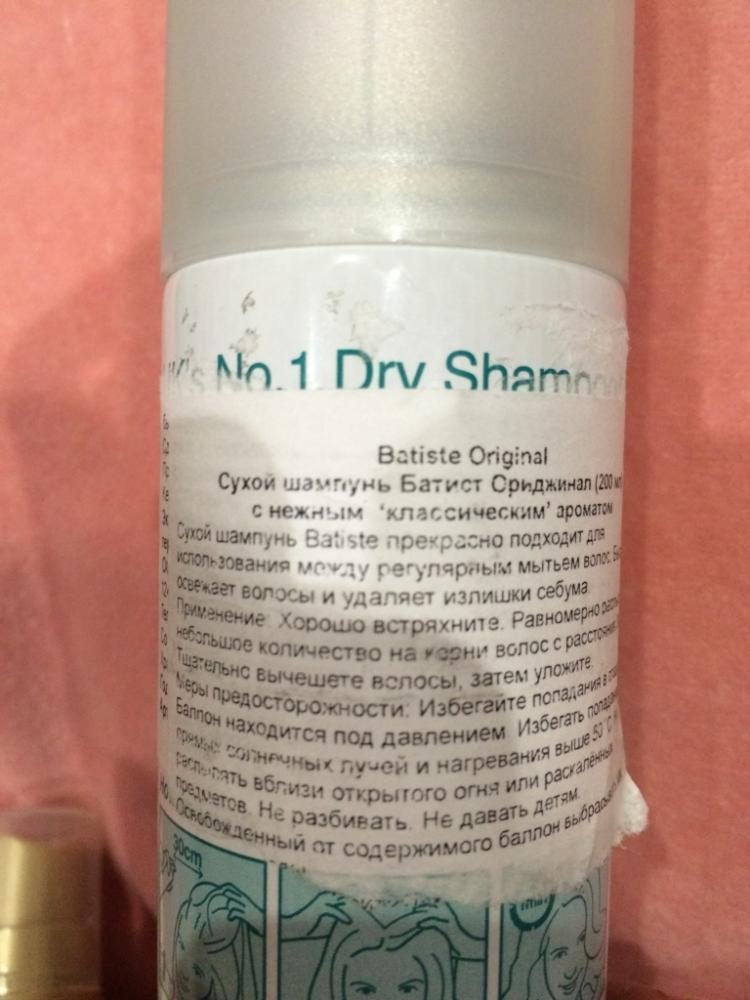 No.1 Dry Shampoo
Batiste Original
Сухой шампунь Батист Ориджинал (200 мл
с нежным 'классическим' ароматом
Сухой шампунь Batiste прекрасно подходит для
использования между регулярным мытьем волос.
освежает волосы и удаляет излишки себума.
Применение: Хорошо встряхните. Равномерно
небольшое количество на корни волос с
Тщательно вычешете волосы, затем уложите.
Меры предосторожности: Избегайте попадания в
Баллон находится под давлением. Избегать
прямых солнечных лучей и нагревания выше 50°C
распылять вблизи открытого огня или раскалённых
предметов. Не разбивать. Не давать детям.
Освобожденный от содержимого баллон
30cm